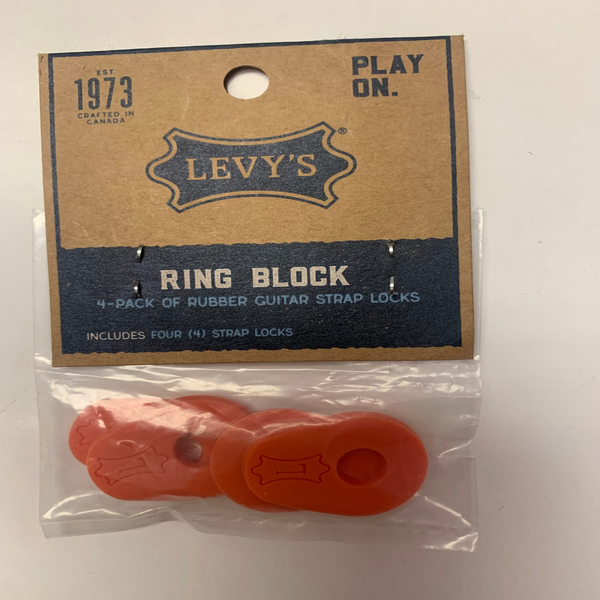 EST.
1973
CRAFTED IN
CANADA
PLAY
ON.
LEVY'S®
RING BLOCK
4-PACK OF RUBBER GUITAR STRAP LOCKS
INCLUDES FOUR (4) STRAP LOCKS
L